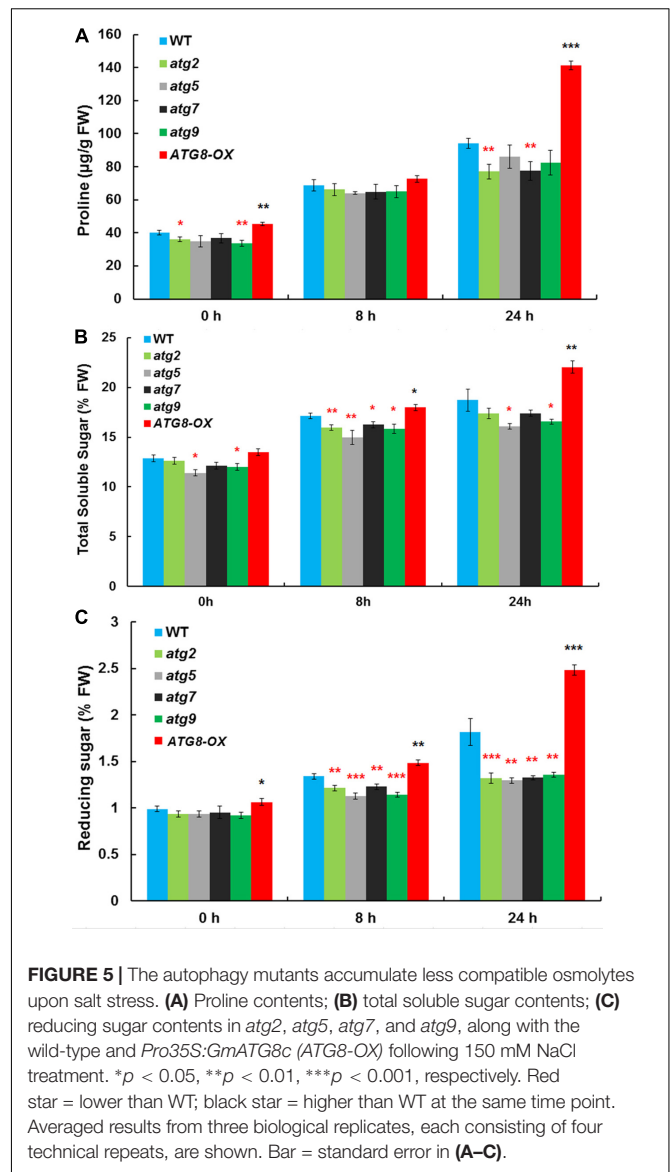 A
160
140
120
100
80
60
40
20
0
Proline (µg/g FW)
WT
atg2
atg5
atg7
atg9
ATG8-OX
* ** **
** ** ***
0 h 8 h 24 h
B
25
20
15
10
5
0
Total Soluble Sugar (% FW)
WT
atg2
atg5
atg7
atg9
ATG8-OX
* *
** ** * * *
* * **
0h 8h 24h
C
3
2.5
2
1.5
1
0.5
0
Reducing sugar (% FW)
WT
atg2
atg5
atg7
atg9
ATG8-OX
*
** *** ** *** **
*** ** ** ** ***
0 h 8 h 24 h
FIGURE 5 | The autophagy mutants accumulate less compatible osmolytes
upon salt stress. (A) Proline contents; (B) total soluble sugar contents; (C)
reducing sugar contents in atg2, atg5, atg7, and atg9, along with the
wild-type and Pro35S:GmATG8c (ATG8-OX) following 150 mM NaCl
treatment. *p < 0.05, **p < 0.01, ***p < 0.001, respectively. Red
star = lower than WT; black star = higher than WT at the same time point.
Averaged results from three biological replicates, each consisting of four
technical repeats, are shown. Bar = standard error in (A–C).